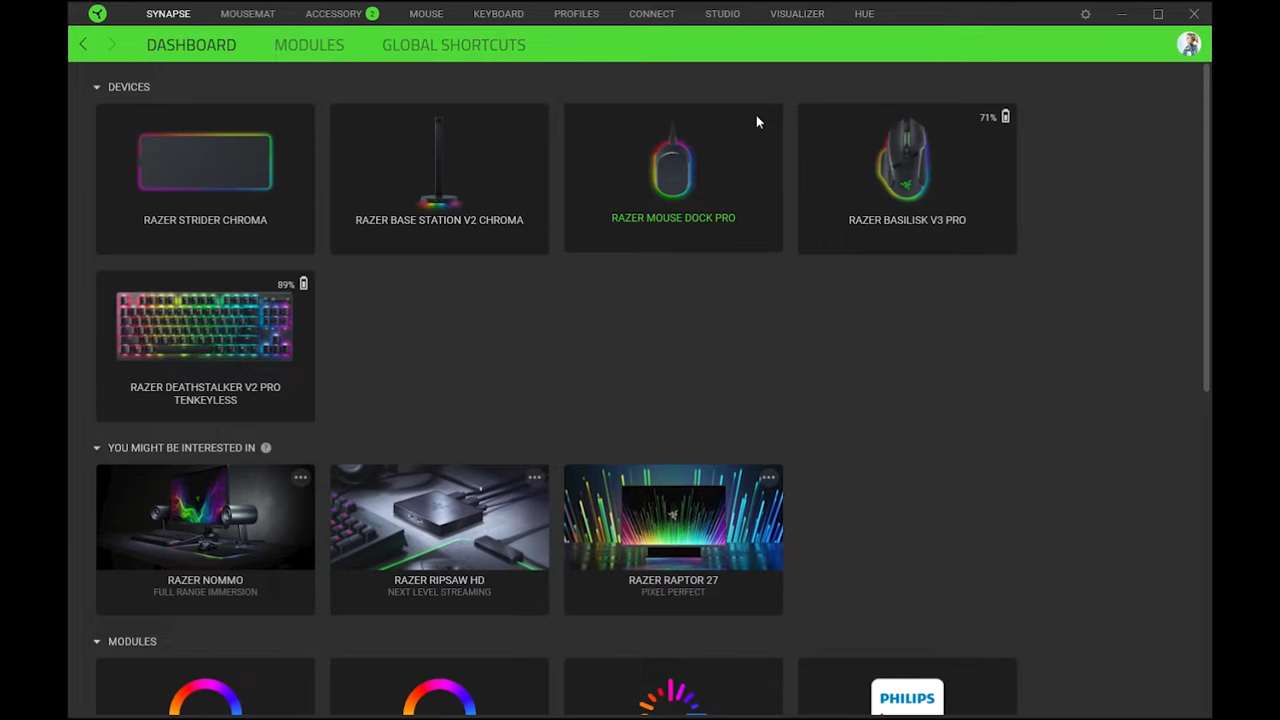 SYNAPSE MOUSEMAT ACCESSORY 2 MOUSE KEYBOARD PROFILES CONNECT STUDIO VISUALIZER HUE
DASHBOARD MODULES GLOBAL SHORTCUTS
DEVICES
71%
RAZER STRIDER CHROMA
RAZER BASE STATION V2 CHROMA
RAZER MOUSE DOCK PRO
RAZER BASILISK V3 PRO
89%
RAZER DEATHSTALKER V2 PRO
TENKEYLESS
YOU MIGHT BE INTERESTED IN ?
RAZER NOMMO
FULL RANGE IMMERSION
RAZER RIPSAW HD
NEXT LEVEL STREAMING
RAZER RAPTOR 27
PIXEL PERFECT
MODULES
PHILIPS